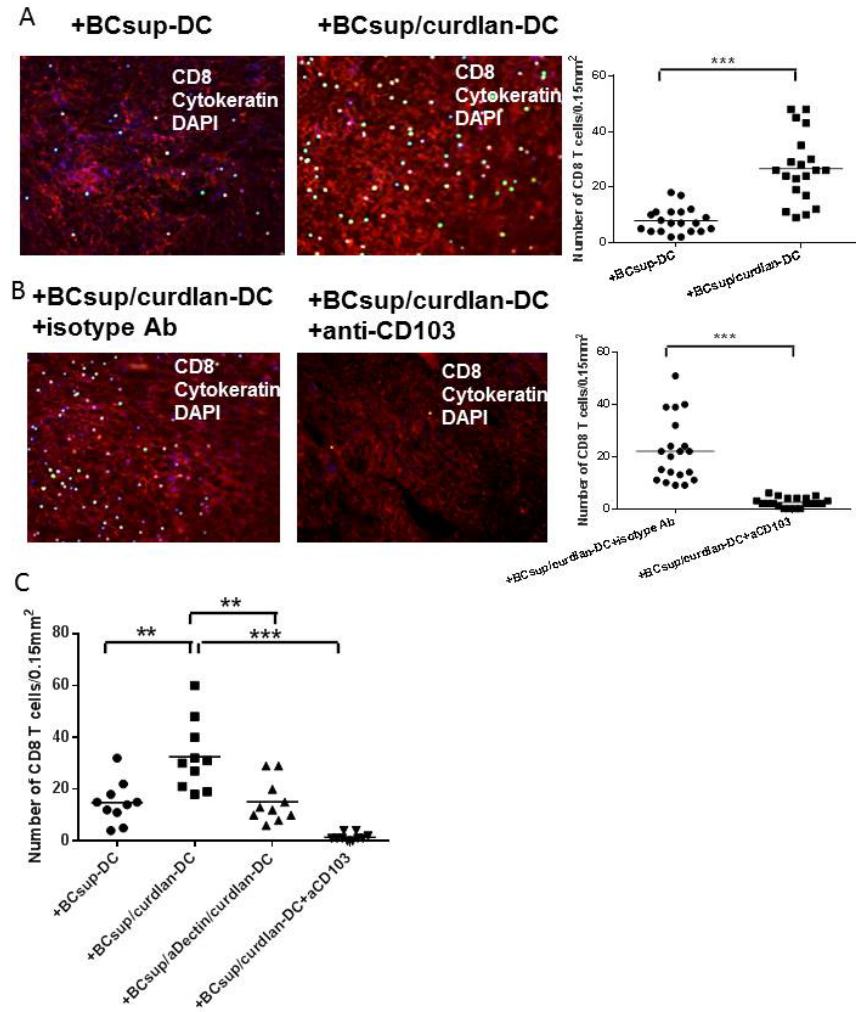 A
+BCsup-DC
+BCsup/curdlan-DC
CD8
Cytokeratin
DAPI
CD8
Cytokeratin
DAPI
Number of CD8 T cells/0.15mm²
60
40
20
0
***
+BCsup-DC
+BCsup/curdlan-DC
B
+BCsup/curdlan-DC
+isotype Ab
+BCsup/curdlan-DC
+anti-CD103
CD8
Cytokeratin
DAPI
CD8
Cytokeratin
DAPI
Number of CD8 T cells/0.15mm²
60
40
20
0
***
+BCsup/curdlan-DC+isotype Ab
+BCsup/curdlan-DC+aCD103
C
Number of CD8 T cells/0.15mm²
80
60
40
20
0
**
**
***
+BCsup-DC
+BCsup/curdlan-DC
+BCsup/aDectin/curdlan-DC
+BCsup/curdlan-DC+aCD103